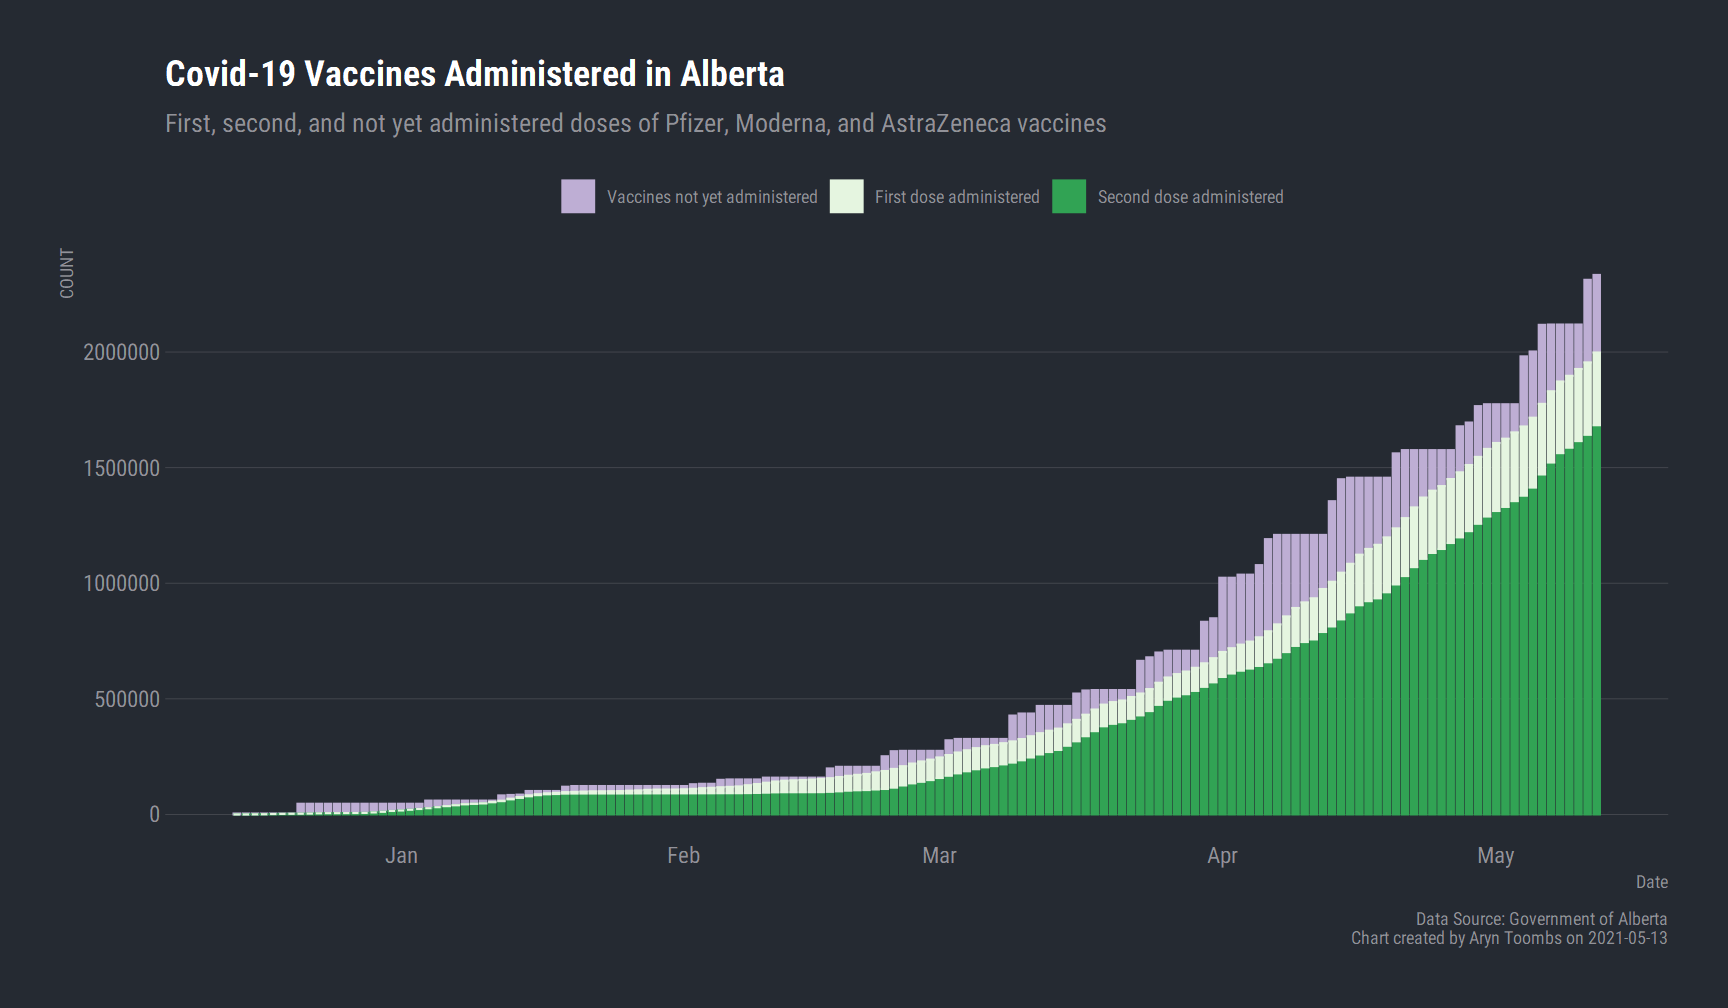 Covid-19 Vaccines Administered in Alberta
First, second, and not yet administered doses of Pfizer, Moderna, and AstraZeneca vaccines
Vaccines not yet administered First dose administered Second dose administered
COUNT
2000000
1500000
1000000
500000
0
Jan Feb Mar Apr May
Date
Data Source: Government of Alberta
Chart created by Aryn Toombs on 2021-05-13